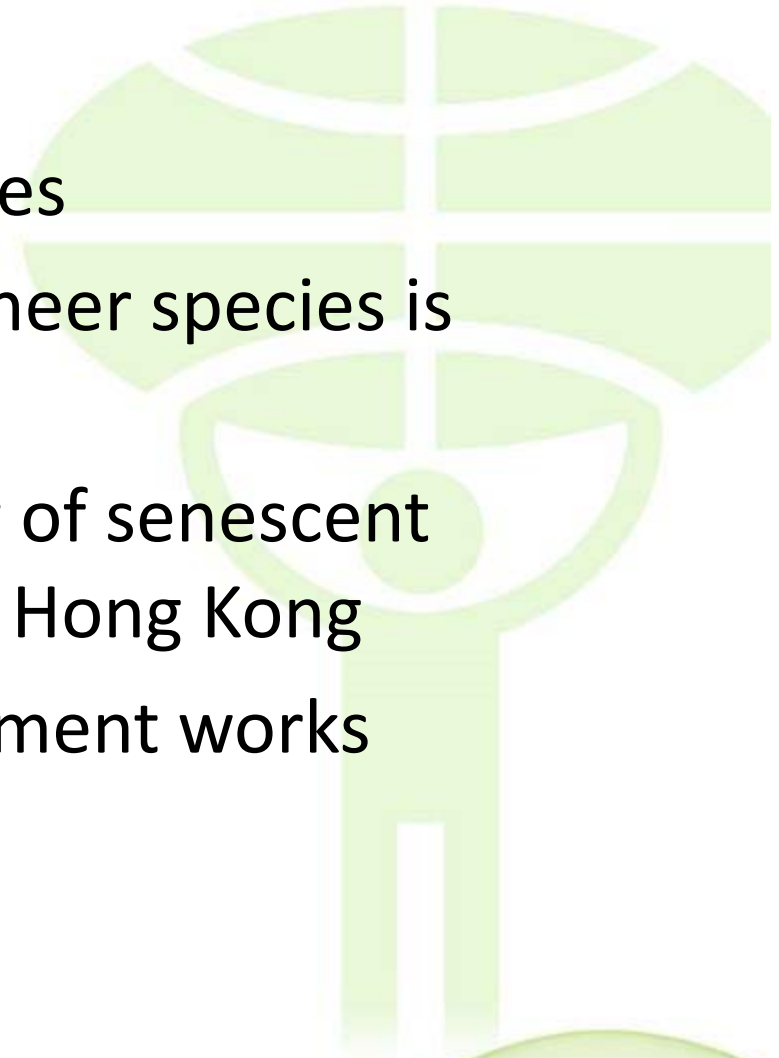 es
neer species is
of senescent
Hong Kong
ment works